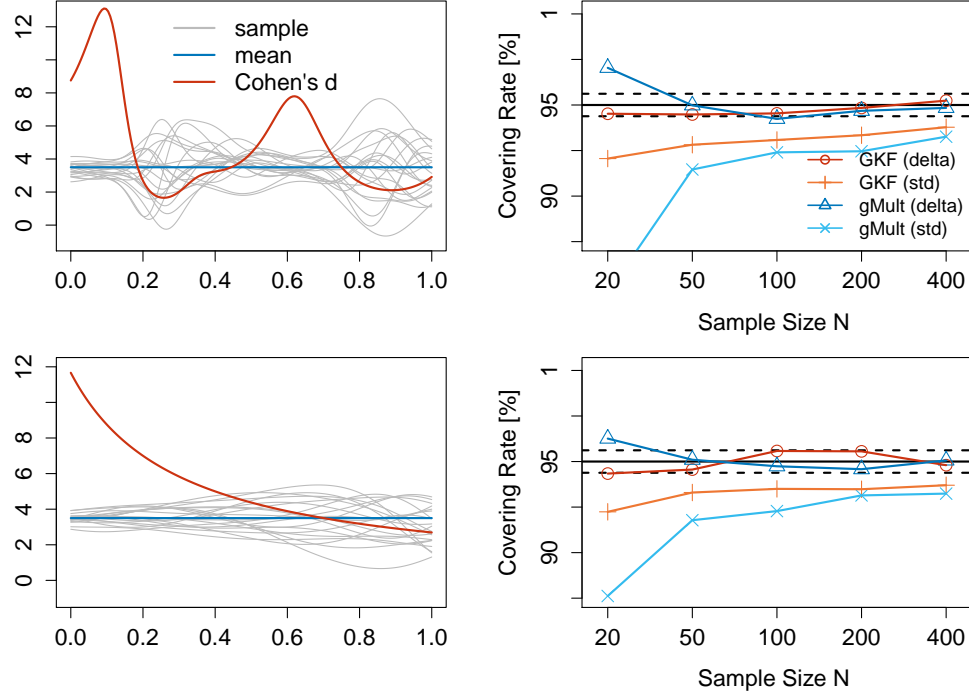 sample
mean
Cohen's d
0 2 4 6 8 12
0.0 0.2 0.4 0.6 0.8 1.0
Covering Rate [%]
90 95 1
GKF (delta)
GKF (std)
gMult (delta)
gMult (std)
20 50 100 200 400
Sample Size N
0 2 4 6 8 12
0.0 0.2 0.4 0.6 0.8 1.0
Covering Rate [%]
90 95 1
20 50 100 200 400
Sample Size N